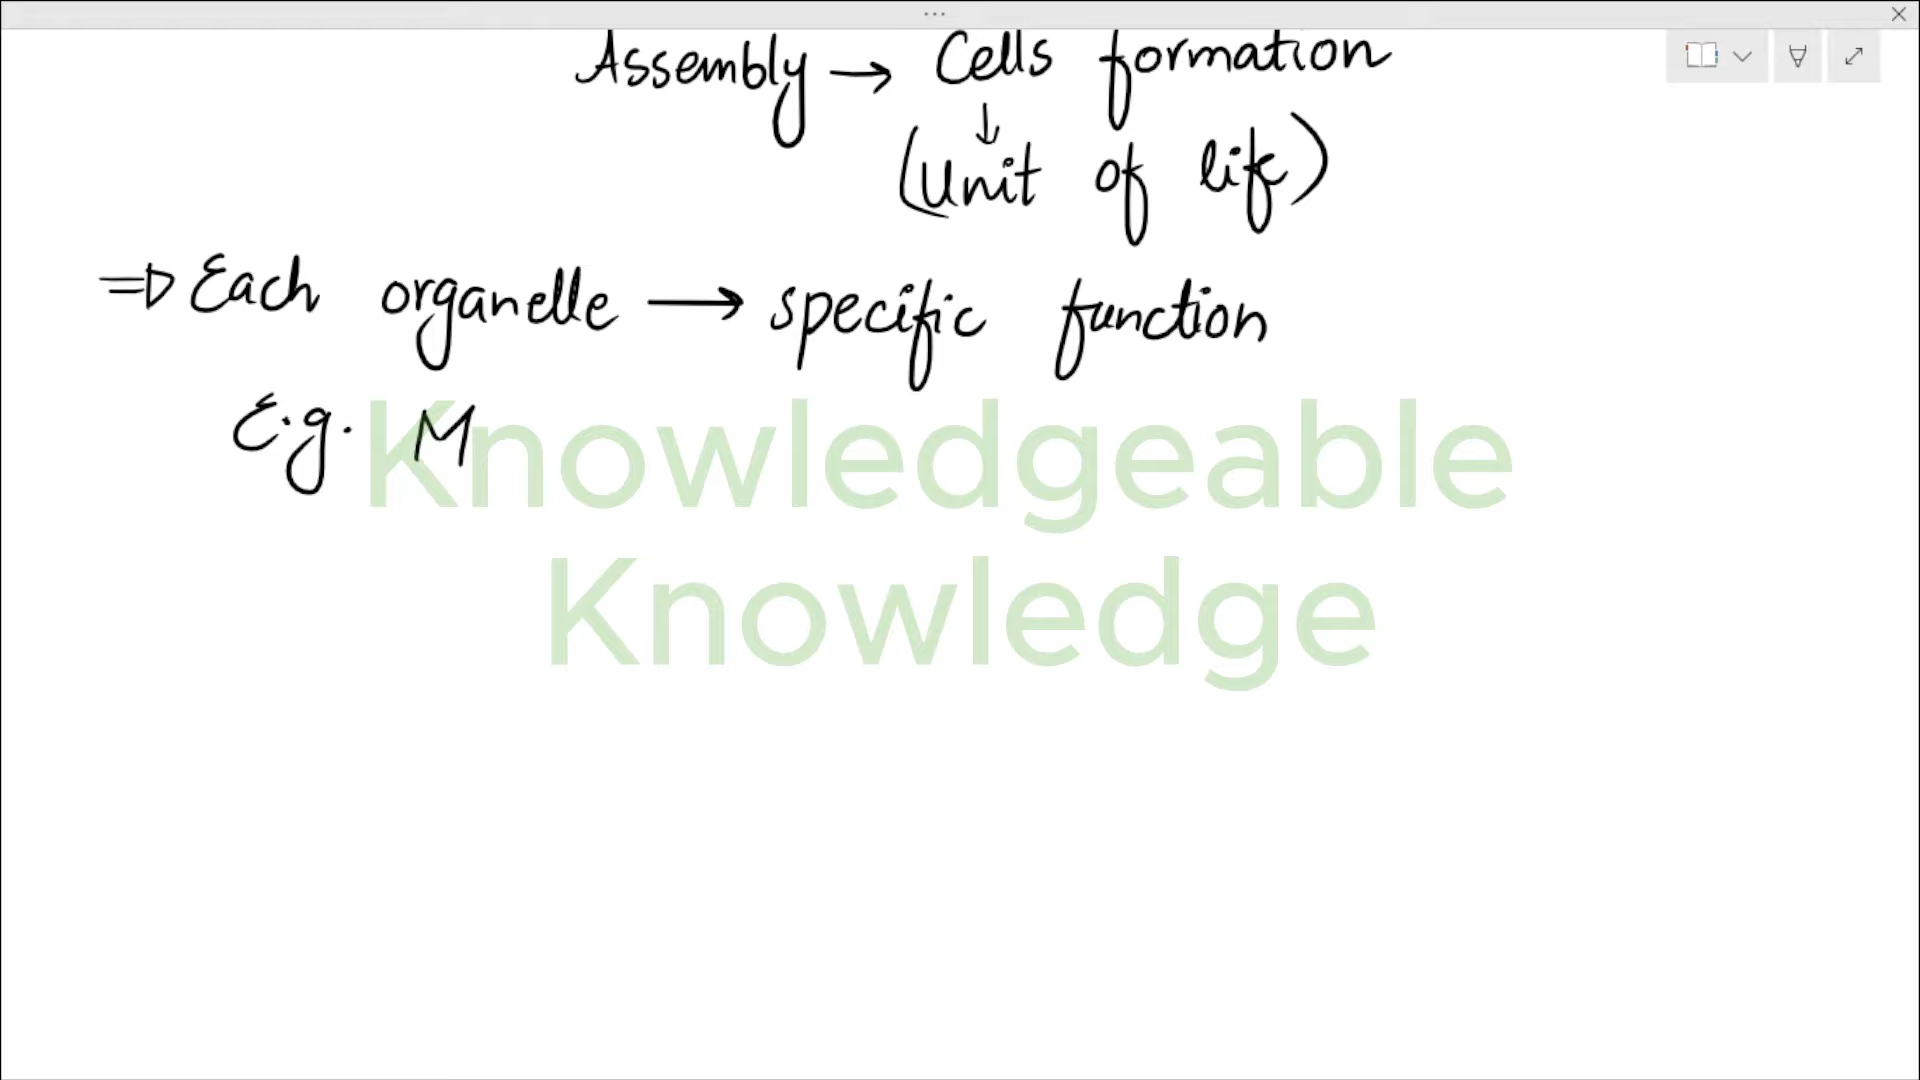 Assembly → Cells formation
↓
(Unit of life)
⇒ Each organelle → specific function
E.g. M
Knowledgeable
Knowledge